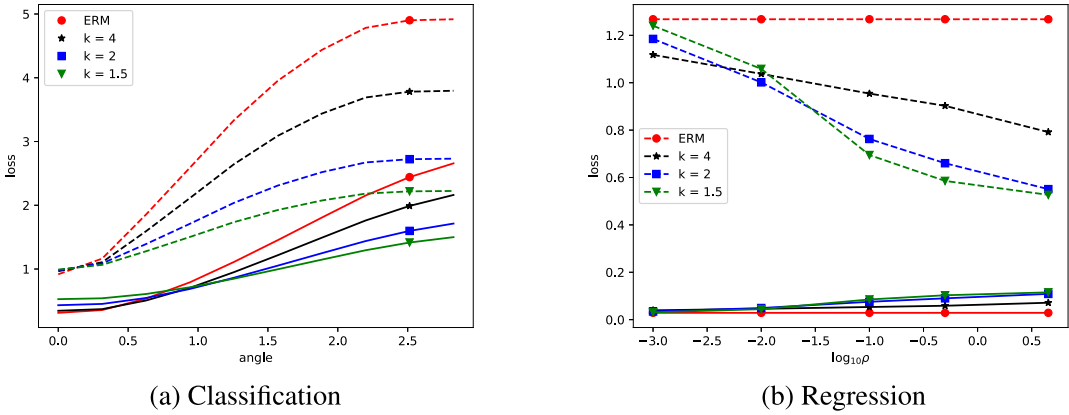 5
4
3
2
1
loss
ERM
k = 4
k = 2
k = 1.5
0.0 0.5 1.0 1.5 2.0 2.5
angle
(a) Classification
1.2
1.0
0.8
0.6
0.4
0.2
0.0
loss
ERM
k = 4
k = 2
k = 1.5
−3.0 −2.5 −2.0 −1.5 −1.0 −0.5 0.0 0.5
log₁₀ρ
(b) Regression